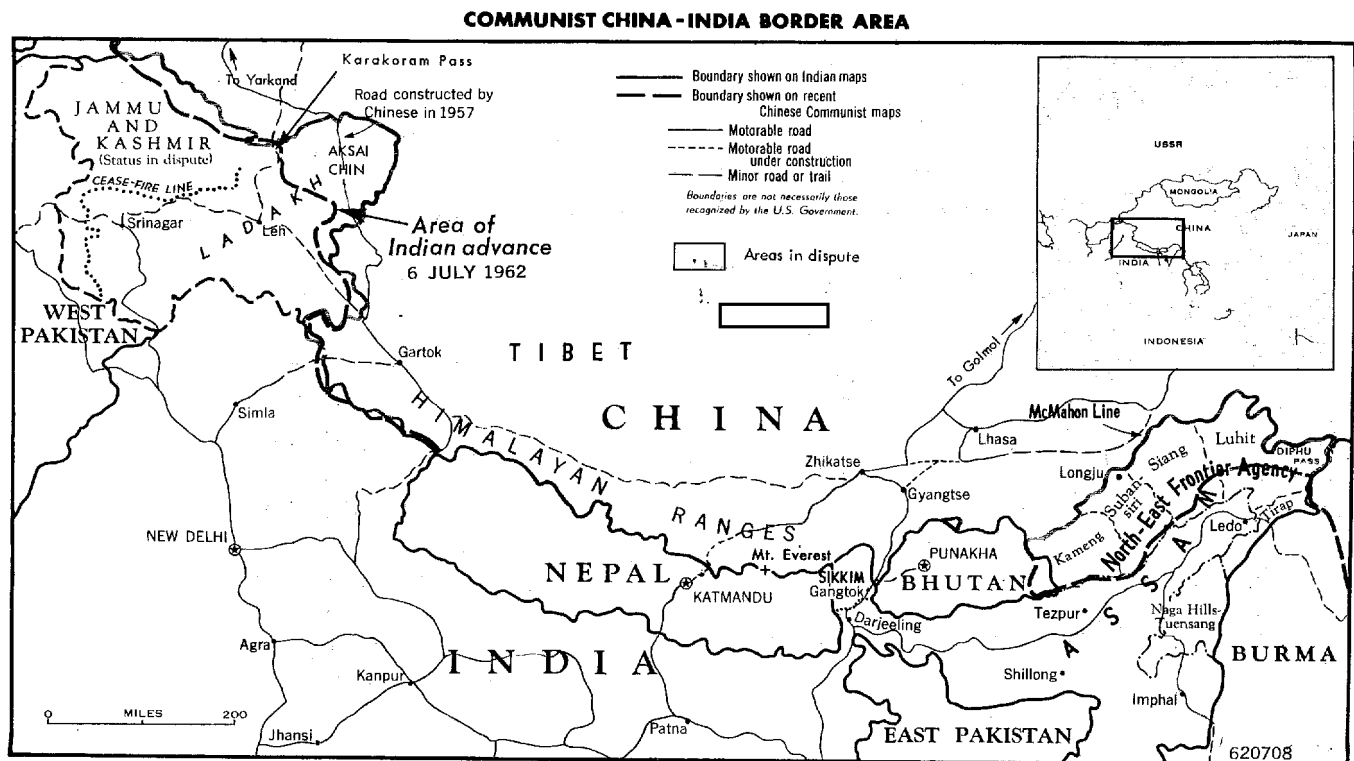 COMMUNIST CHINA-INDIA BORDER AREA
To Yarkand
Karakoram Pass
Road constructed by
Chinese in 1957
JAMMU
AND
KASHMIR
(Status in dispute)
AKSAI
CHIN
CEASE-FIRE LINE
Srinagar
Leh
LADAKH
Area of
Indian advance
6 JULY 1962
WEST
PAKISTAN
Boundary shown on Indian maps
Boundary shown on recent
Chinese Communist maps
Motorable road
Motorable road
under construction
Minor road or trail
Boundaries are not necessarily those
recognized by the U.S. Government.
Areas in dispute
USSR
MONGOLIA
CHINA
JAPAN
INDIA
INDONESIA
Gartok
TIBET
CHINA
To Golmol
Simla
HIMALAYAN
RANGES
McMahon Line
Lhasa
Zhikatse
Gyangtse
Longju
Luhit
Siang
Suban-
siri
Kameng
DIPHU
PASS
North-East Frontier Agency
Tirap
Ledo
NEW DELHI
Mt. Everest
NEPAL
KATMANDU
SIKKIM
Gangtok
PUNAKHA
BHUTAN
Darjeeling
Tezpur
ASSAM
Naga Hills-
uensang
BURMA
Agra
INDIA
Kanpur
Shillong
Imphal
MILES
0 200
Jhansi
Patna
EAST PAKISTAN
620708